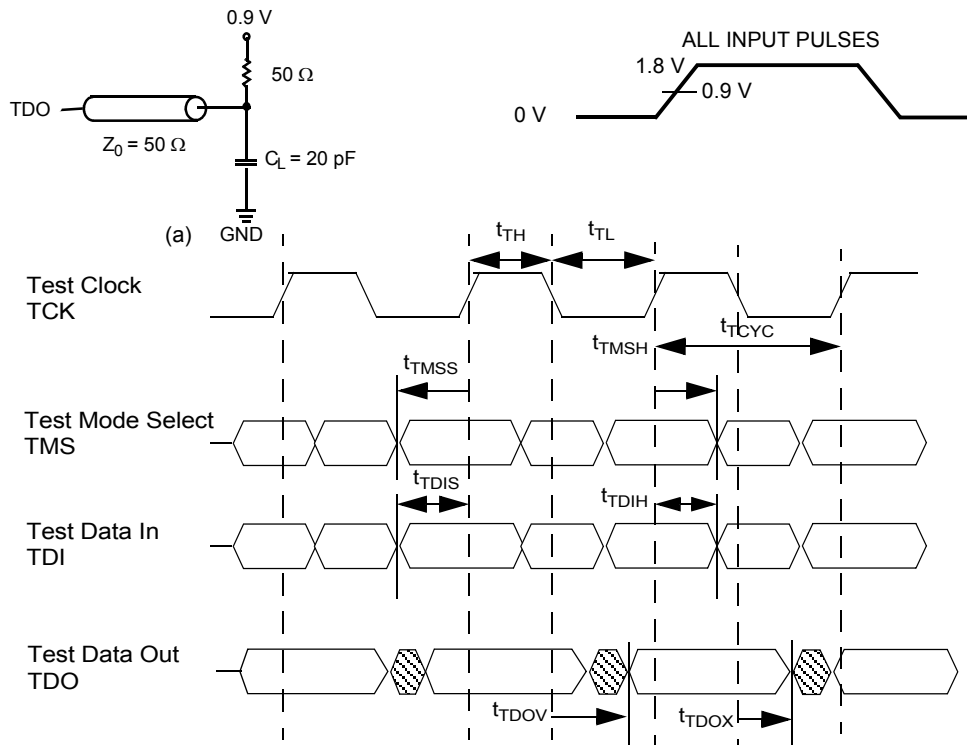 0.9 V
50 Ω
TDO
Z0 = 50 Ω
CL = 20 pF
(a) GND
ALL INPUT PULSES
1.8 V
0.9 V
0 V
tTH
tTL
Test Clock
TCK
tTCYC
tTMSH
tTMSS
Test Mode Select
TMS
tTDIS
tTDIH
Test Data In
TDI
Test Data Out
TDO
tTDOV
tTDOX